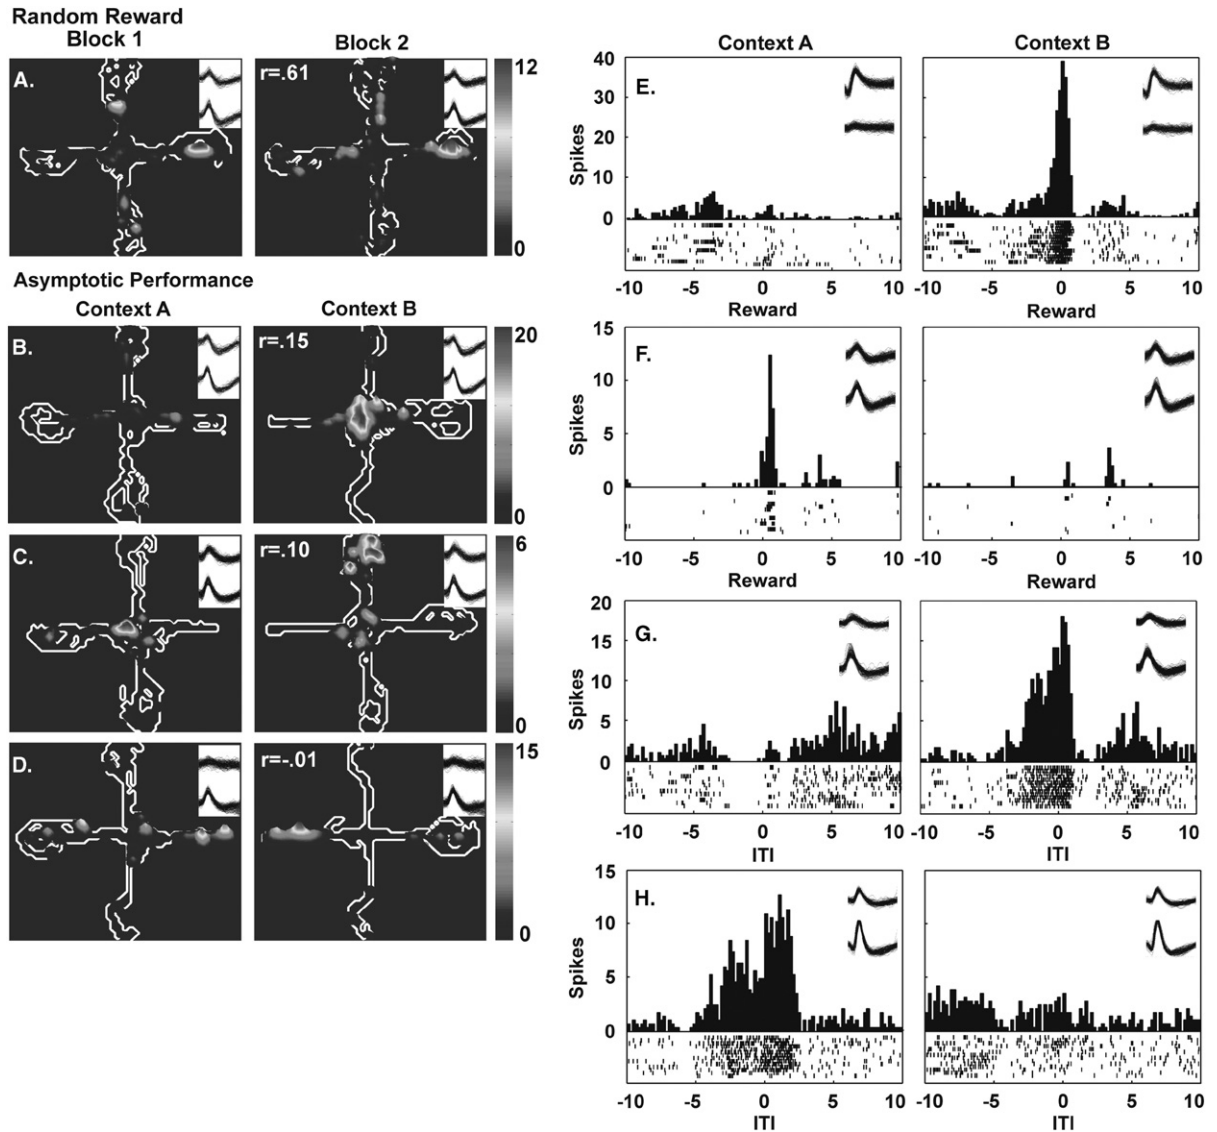 Random Reward
Block 1
Block 2
A.
r=.61
12
0
Asymptotic Performance
Context A
Context B
B.
r=.15
20
0
C.
r=.10
6
0
D.
r=-.01
15
0
Context A
Context B
E.
Spikes
40
30
20
10
0
-10 -5 0 5 10
-10 -5 0 5 10
Reward
Reward
F.
Spikes
15
10
5
0
-10 -5 0 5 10
-10 -5 0 5 10
Reward
Reward
G.
Spikes
20
15
10
5
0
-10 -5 0 5 10
-10 -5 0 5 10
ITI
ITI
H.
Spikes
15
10
5
0
-10 -5 0 5 10
-10 -5 0 5 10
ITI
ITI